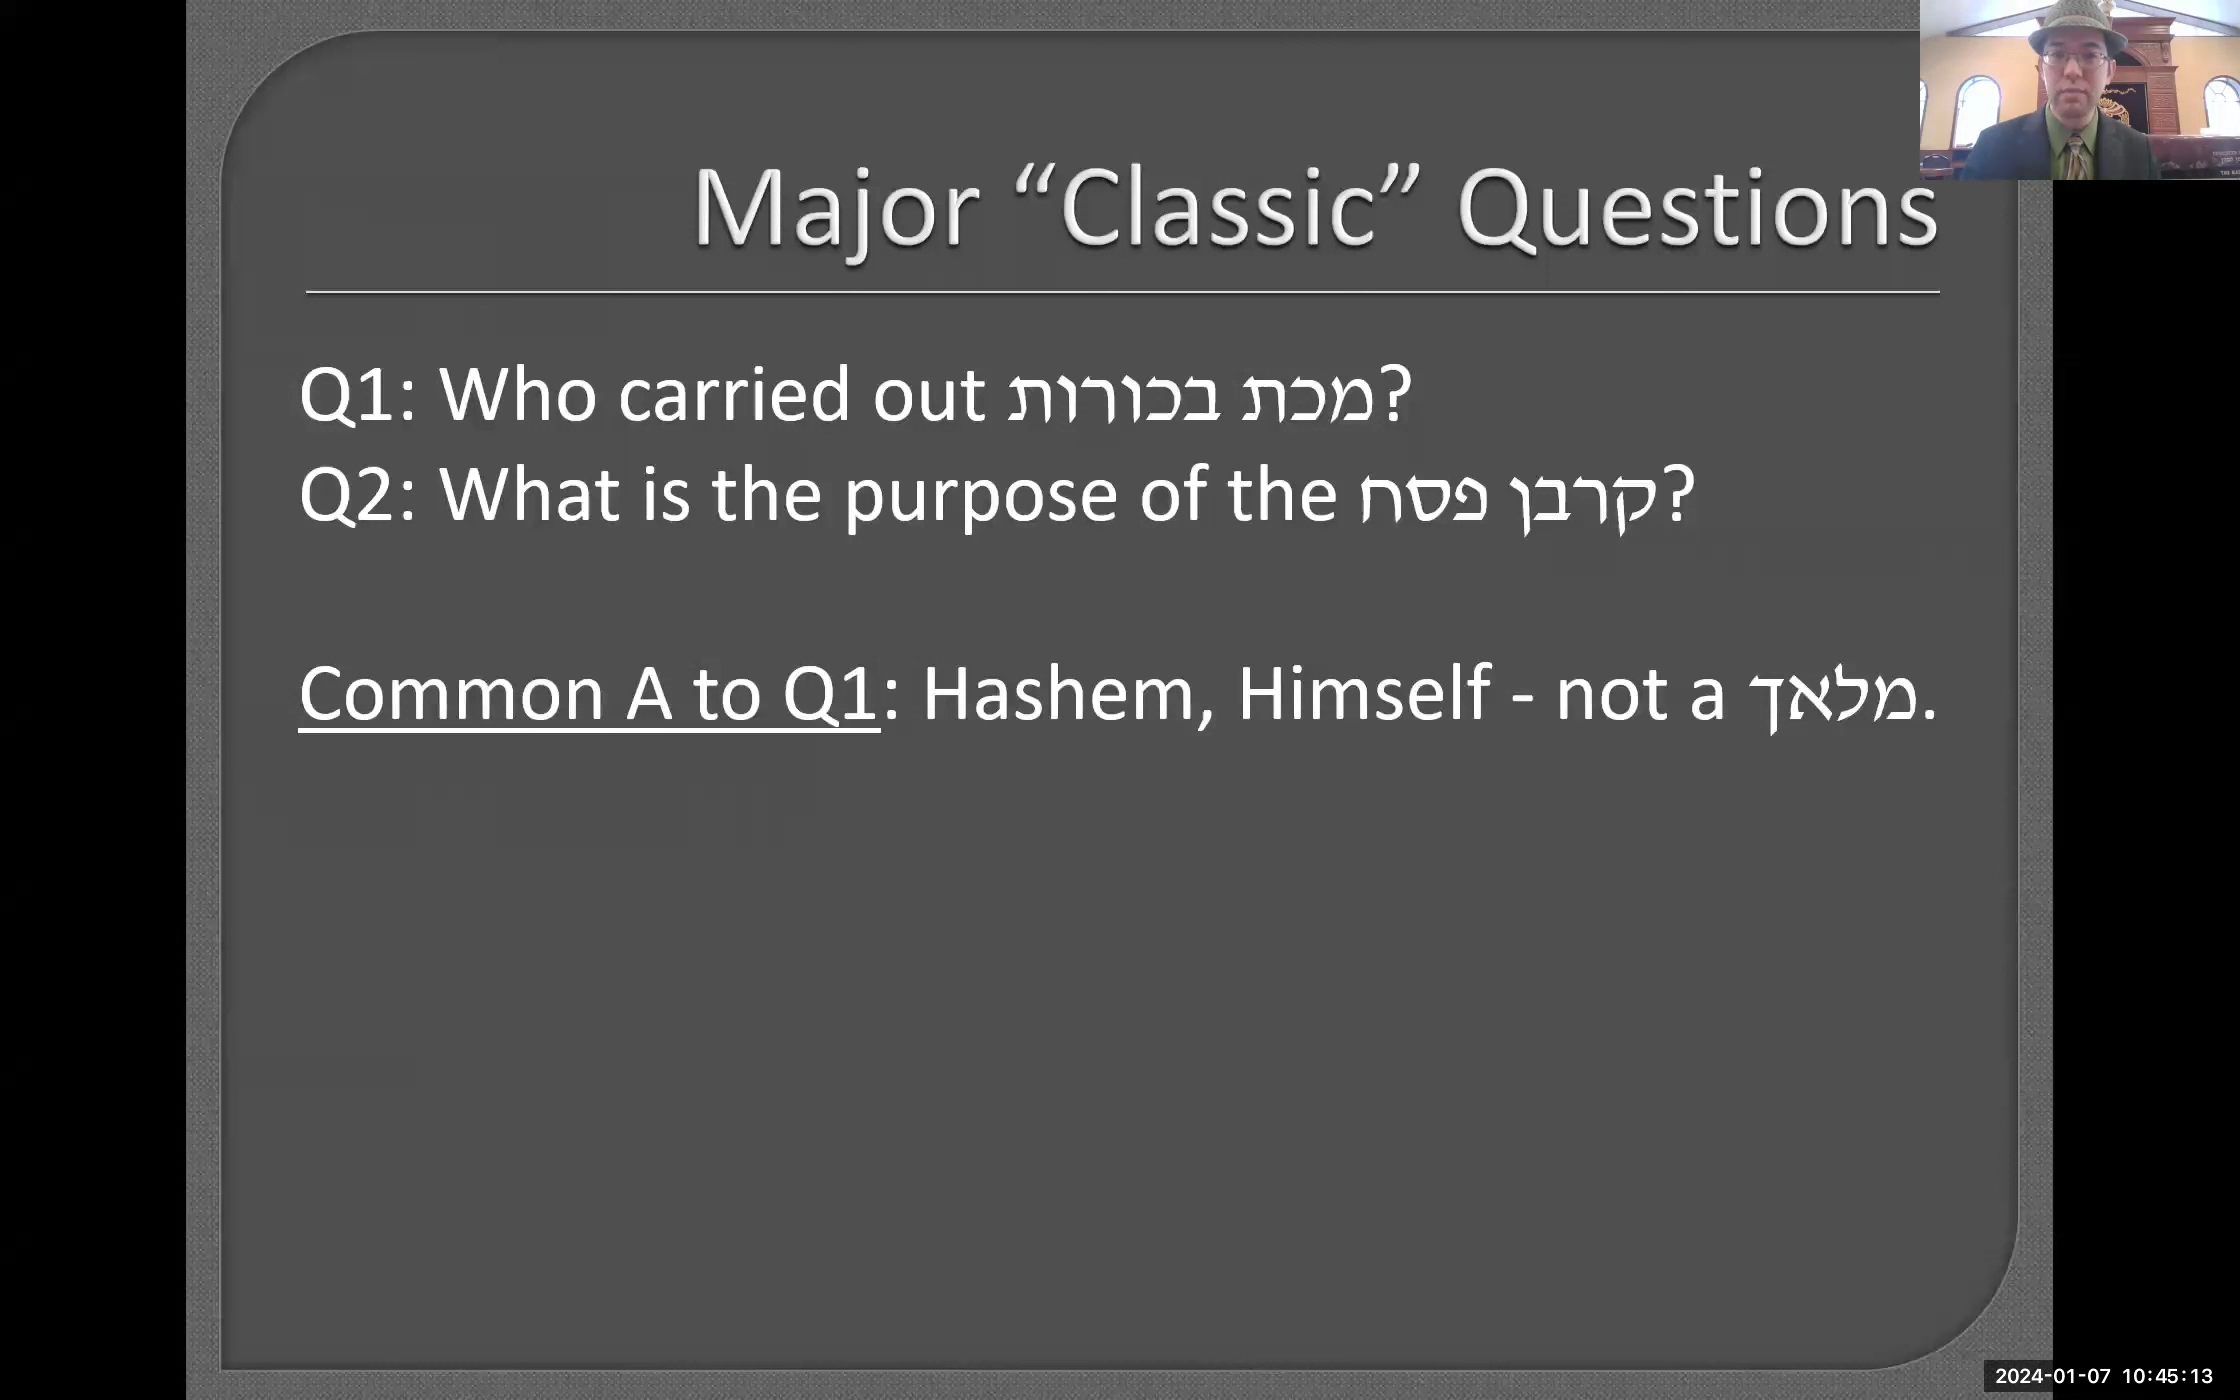 Major “Classic” Questions
Q1: Who carried out מכת בכורות?
Q2: What is the purpose of the קרבן פסח?
Common A to Q1: Hashem, Himself - not a מלאך.
2024-01-07 10:45:13